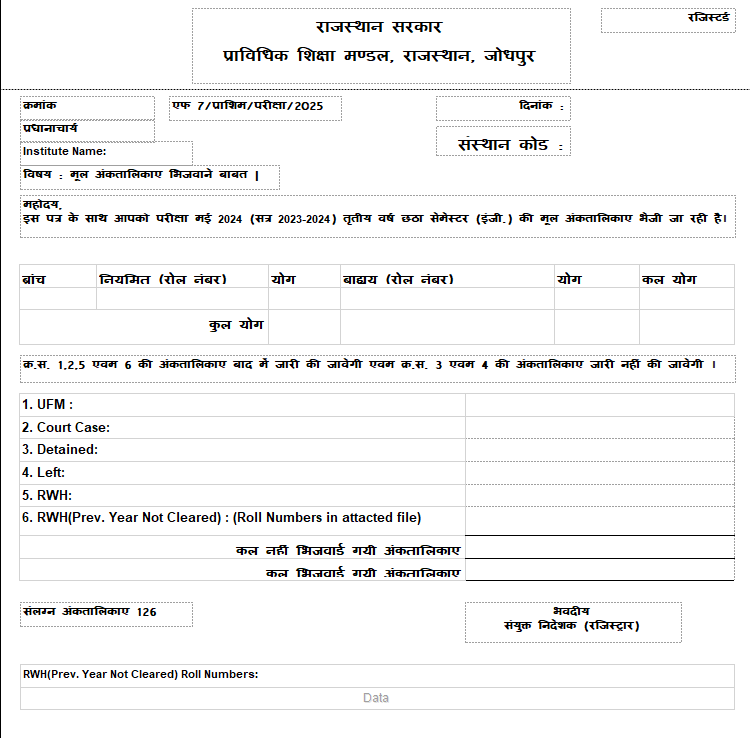 रजिस्टर्ड
राजस्थान सरकार
प्राविधिक शिक्षा मण्डल, राजस्थान, जोधपुर
क्रमांक एफ 7/प्राशिम/परीक्षा/2025 दिनांक :
प्रधानाचार्य
संस्थान कोड :
Institute Name:
विषय : मूल अंकतालिकाए भिजवाने बाबत |
महोदय,
इस पत्र के साथ आपको परीक्षा मई 2024 (सत्र 2023-2024) तृतीय वर्ष छठा सेमेस्टर (इंजी.) की मूल अंकतालिकाए भैजी जा रही है।
बांच नियमित (रोल नंबर) योग बाह्यय (रोल नंबर) योग कल योग
कुल योग
क्र.स. 1,2,5 एवम 6 की अंकतालिकाए बाद में जारी की जावेगी एवम क्र.स. 3 एवम 4 की अंकतालिकाए जारी नहीं की जावेगी ।
1. UFM :
2. Court Case:
3. Detained:
4. Left:
5. RWH:
6. RWH(Prev. Year Not Cleared) : (Roll Numbers in attacted file)
कल नहीं भिजवाई गयी अंकतालिकाए
कल भिजवाई गयी अंकतालिकाए
संलग्न अंकतालिकाए 126
भवदीय
संयुक्त निदेशक (रजिस्ट्रार)
RWH(Prev. Year Not Cleared) Roll Numbers:
Data